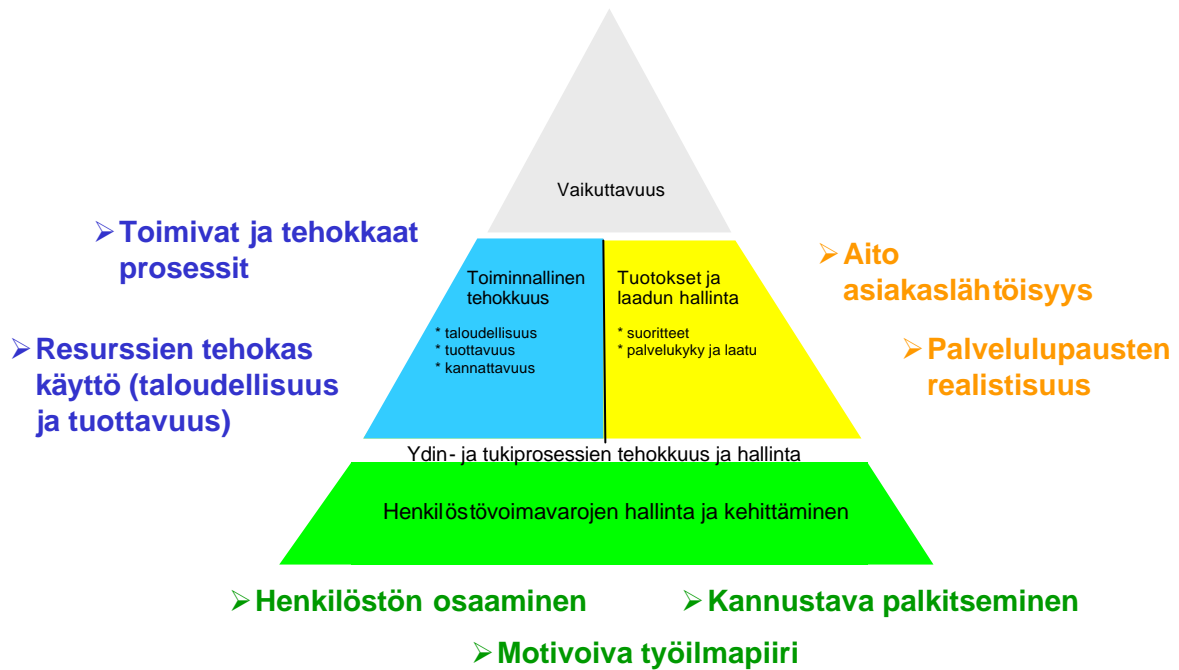 Vaikuttavuus
➢ Toimivat ja tehokkaat
prosessit
➢ Resurssien tehokas
käyttö (taloudellisuus
ja tuottavuus)
Toiminnallinen
tehokkuus
* taloudellisuus
* tuottavuus
* kannattavuus
Tuotokset ja
laadun hallinta
* suoritteet
* palvelukyky ja laatu
➢ Aito
asiakaslähtöisyys
➢ Palvelulupausten
realistisuus
Ydin- ja tukiprosessien tehokkuus ja hallinta
Henkilöstövoimavarojen hallinta ja kehittäminen
➢ Henkilöstön osaaminen
➢ Kannustava palkitseminen
➢ Motivoiva työilmapiiri